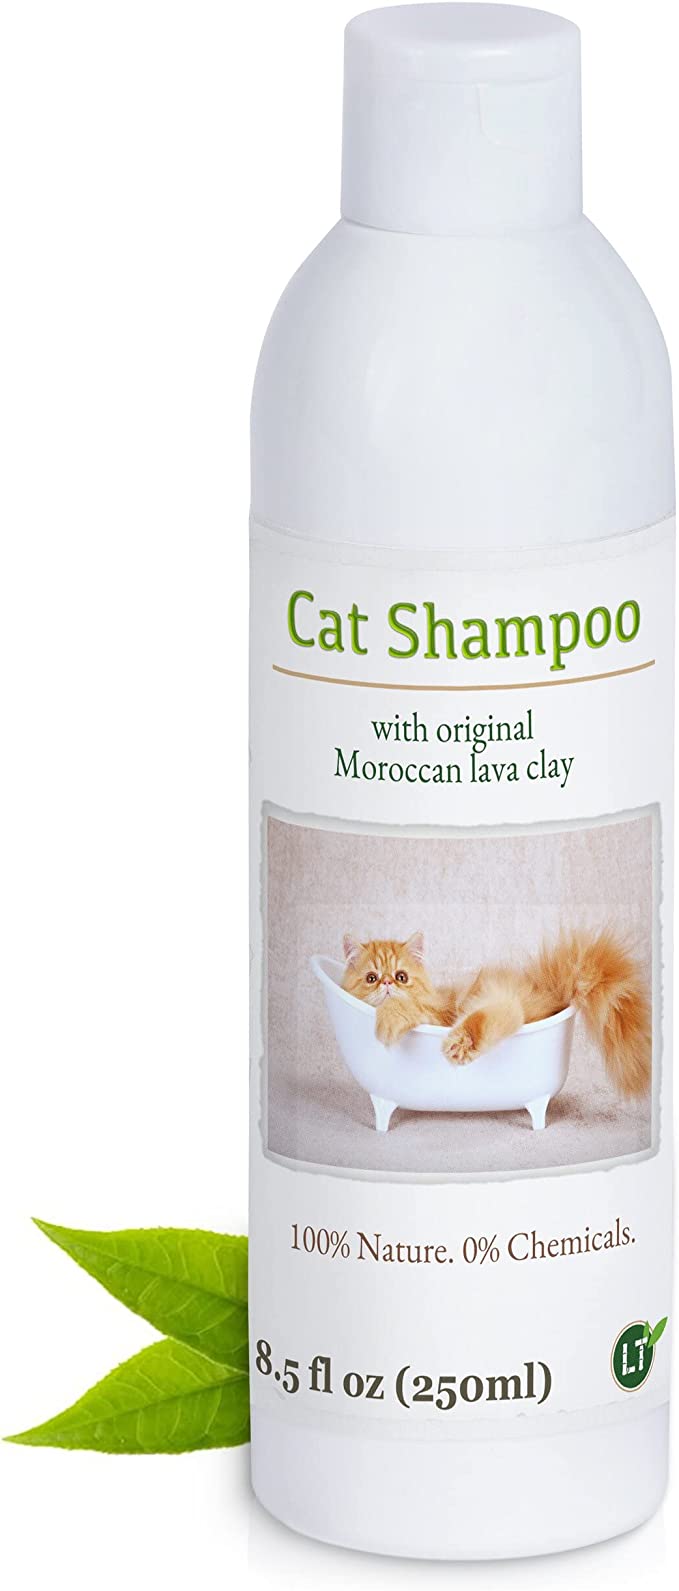 Cat Shampoo
with original
Moroccan lava clay
100% Nature. 0% Chemicals.
8.5 fl oz (250ml)
LT